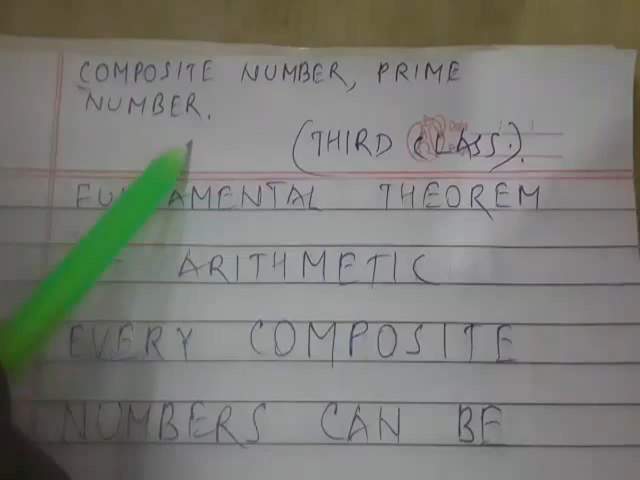 COMPOSITE NUMBER, PRIME
NUMBER.
(THIRD CLASS).
THEOREM
ARITHMETIC
EVERY COMPOSITE
NUMBERS CAN BE